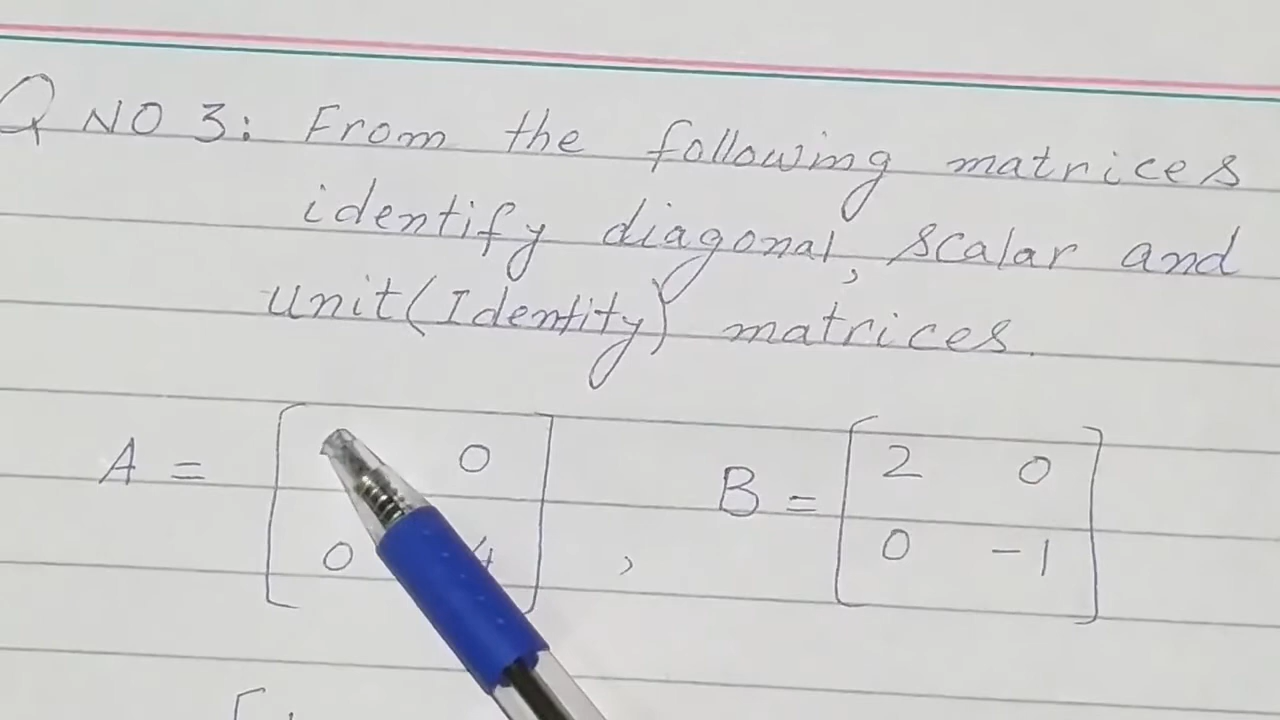 Q NO 3: From the following matrices
identify diagonal, scalar and
unit(Identity) matrices.
A = [ 0 , B = [ 2 0
0 4 ] 0 -1 ]